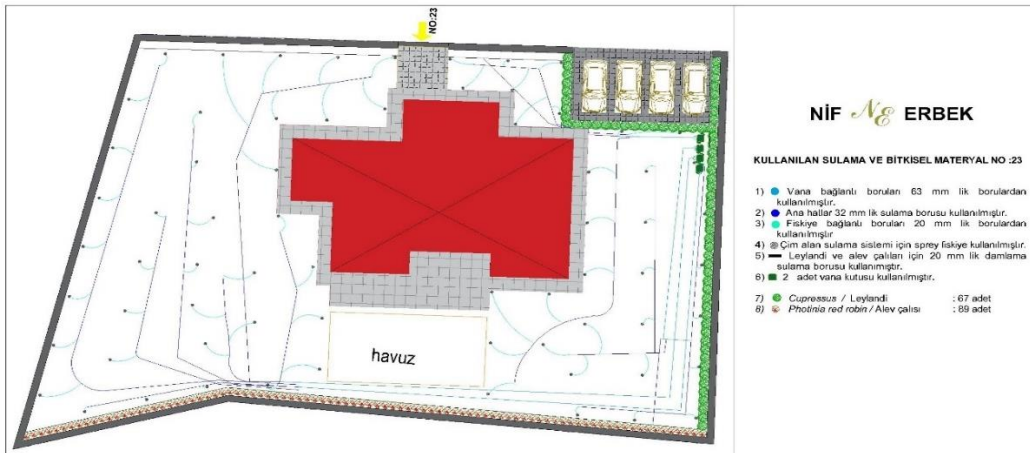 NO:23
havuz
NİF NE ERBEK
KULLANILAN SULAMA VE BİTKİSEL MATERYAL NO :23
1) Vana bağlantı boruları 63 mm lik borulardan
kullanılmıştır.
2) Ana hatlar 32 mm lik sulama borusu kullanılmıştır.
3) Fiskiye bağlantı boruları 20 mm lik borulardan
kullanılmıştır
4) Çim alan sulama sistemi için sprey fiskiye kullanılmıştır.
5) Leylandi ve alev çalıları için 20 mm lik damlama
sulama borusu kullanımıştır.
6) 2 adet vana kutusu kullanılmıştır.
7) Cupressus / Leylandi : 67 adet
8) Photinia red robin / Alev çalısı : 89 adet